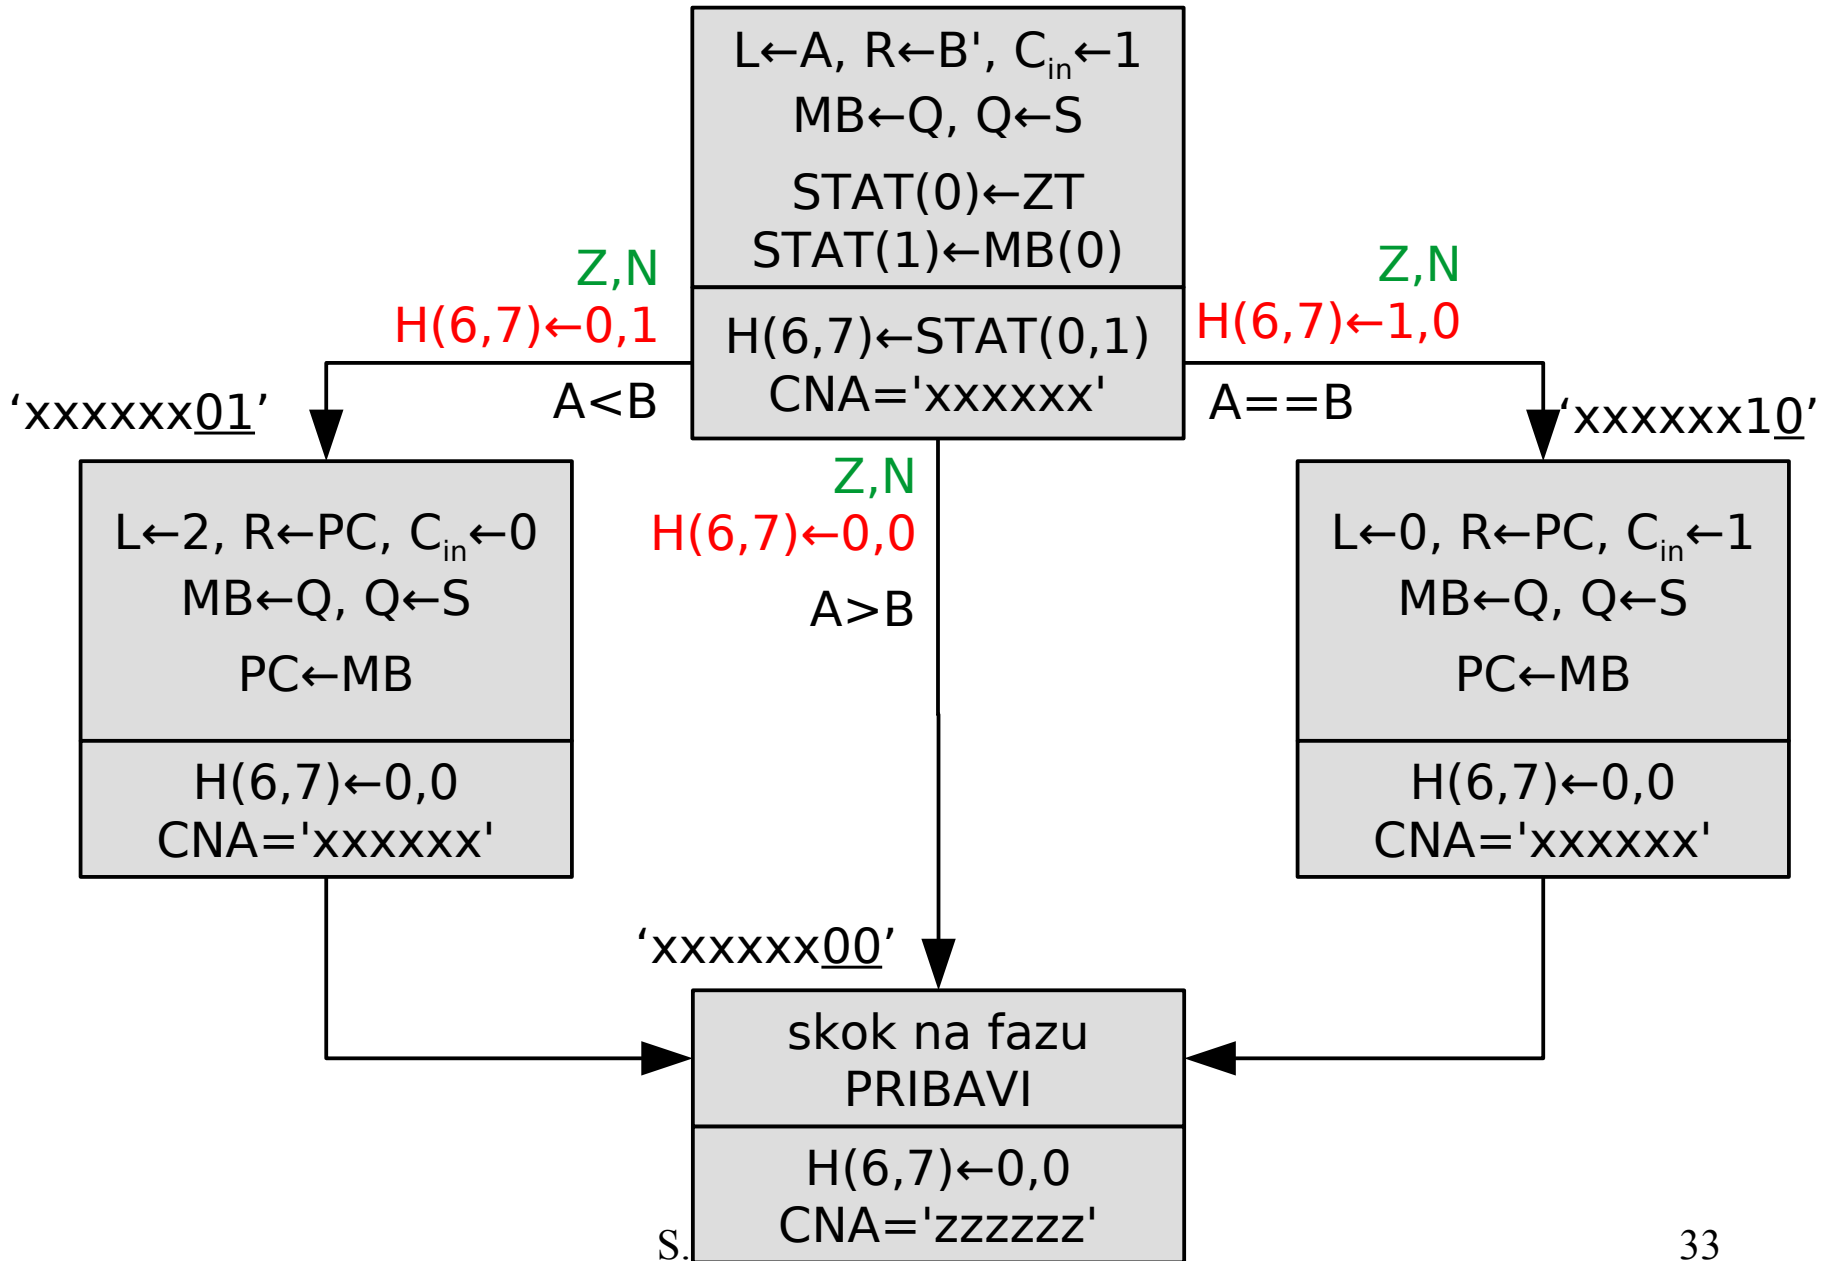 L←A, R←B', Cin←1
MB←Q, Q←S
STAT(0)←ZT
STAT(1)←MB(0)
H(6,7)←STAT(0,1)
CNA='xxxxxx'
Z,N
H(6,7)←0,1
A<B
Z,N
H(6,7)←1,0
A==B
Z,N
H(6,7)←0,0
A>B
‘xxxxxx01’
L←2, R←PC, Cin←0
MB←Q, Q←S
PC←MB
H(6,7)←0,0
CNA='xxxxxx'
‘xxxxxx10’
L←0, R←PC, Cin←1
MB←Q, Q←S
PC←MB
H(6,7)←0,0
CNA='xxxxxx'
‘xxxxxx00’
skok na fazu
PRIBAVI
H(6,7)←0,0
CNA='zzzzzz'
S.
33